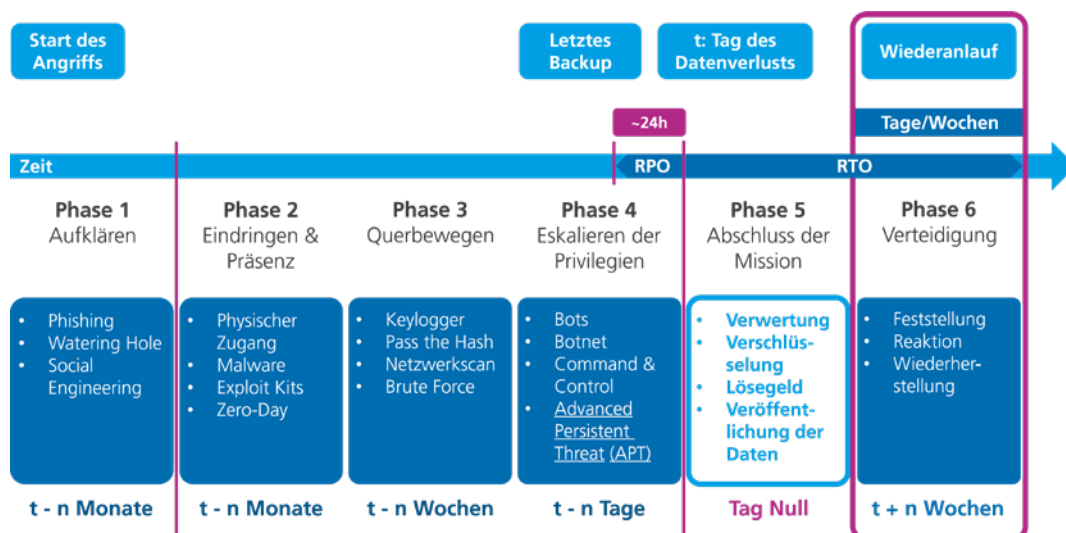 Start des
Angriffs
Letztes
Backup
t: Tag des
Datenverlusts
Wiederanlauf
~24h
Tage/Wochen
Zeit
RPO
RTO
Phase 1
Aufklären
Phase 2
Eindringen &
Präsenz
Phase 3
Querbewegen
Phase 4
Eskalieren der
Privilegien
Phase 5
Abschluss der
Mission
Phase 6
Verteidigung
• Phishing
• Watering Hole
• Social
Engineering
• Physischer
Zugang
• Malware
• Exploit Kits
• Zero-Day
• Keylogger
• Pass the Hash
• Netzwerkscan
• Brute Force
• Bots
• Botnet
• Command &
Control
• Advanced
Persistent
Threat (APT)
• Verwertung
• Verschlüs-
selung
• Lösegeld
• Veröffent-
lichung der
Daten
• Feststellung
• Reaktion
• Wiederher-
stellung
t - n Monate
t - n Monate
t - n Wochen
t - n Tage
Tag Null
t + n Wochen